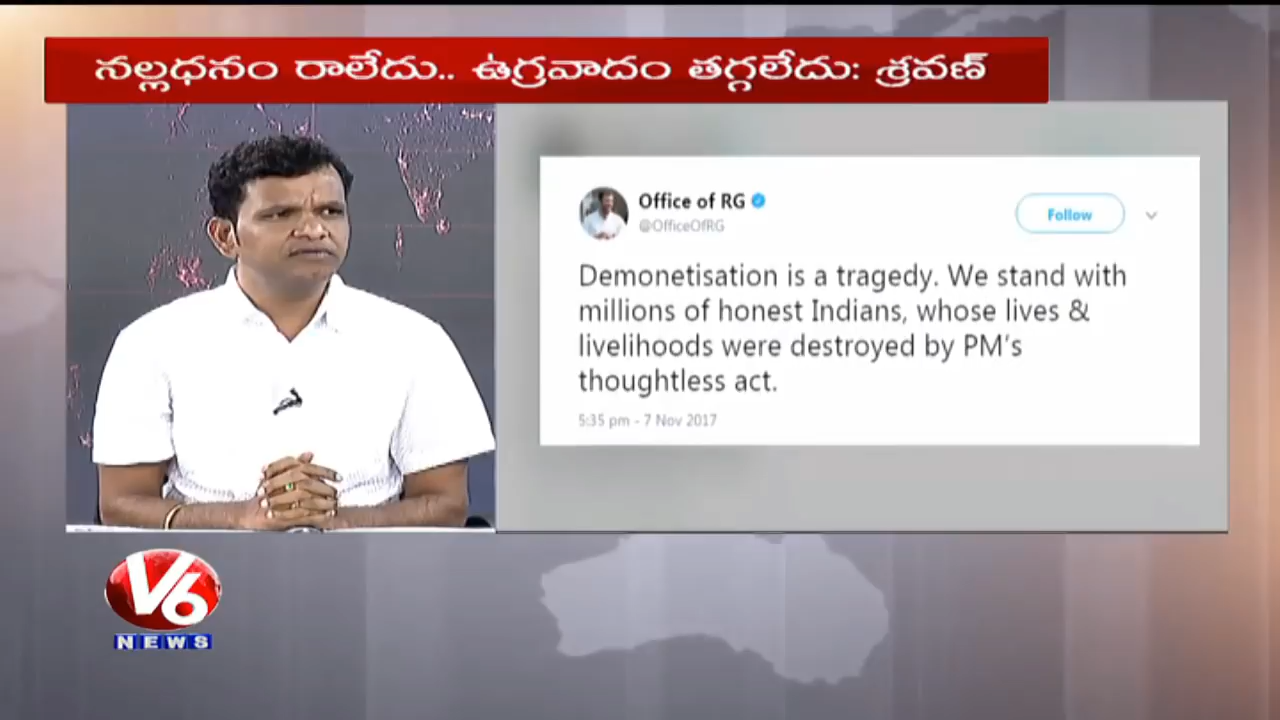 నల్లధనం రాలేదు.. ఉగ్రవాదం తగ్గలేదు: శ్రవణ్
Office of RG
@OfficeOfRG
Follow
Demonetisation is a tragedy. We stand with
millions of honest Indians, whose lives &
livelihoods were destroyed by PM's
thoughtless act.
5:35 pm - 7 Nov 2017
V6
NEWS